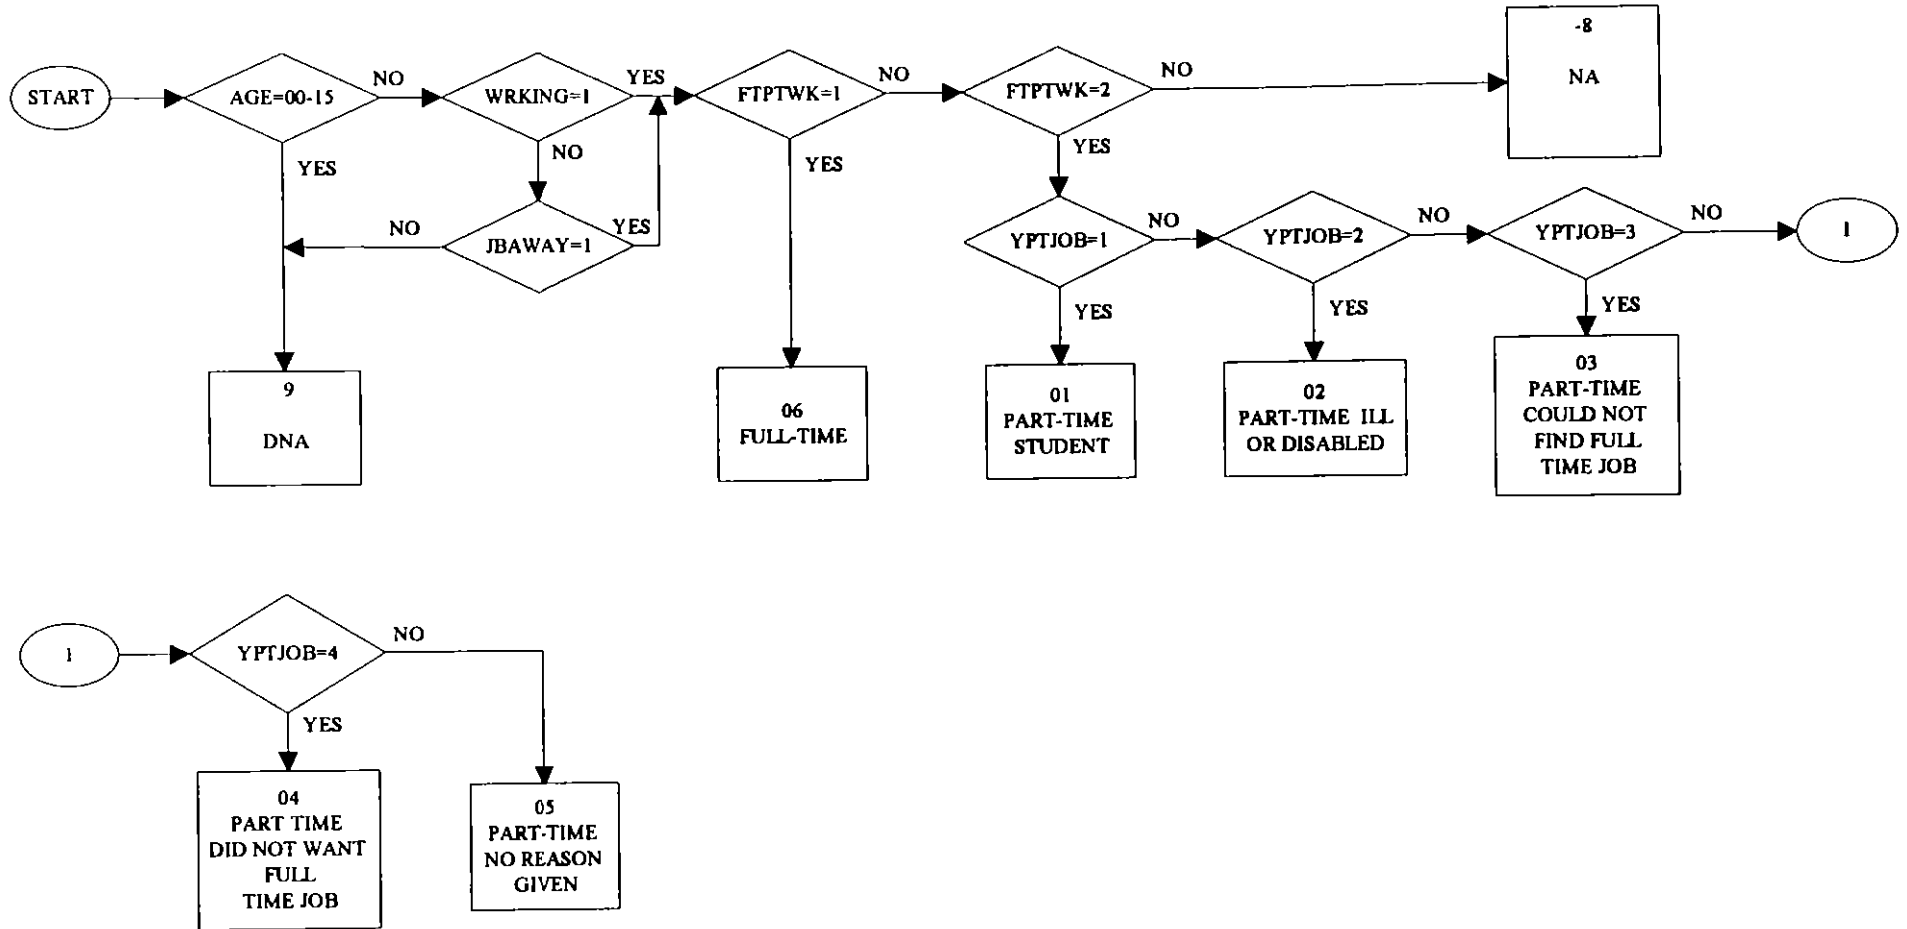 START
AGE=00-15
NO
WRKING=1
YES
FTPTWK=1
NO
FTPTWK=2
NO
-8
NA
YES
NO
YES
YES
NO
JBAWAY=1
YES
YPTJOB=1
NO
YPTJOB=2
NO
YPTJOB=3
NO
1
YES
YES
YES
9
DNA
06
FULL-TIME
01
PART-TIME
STUDENT
02
PART-TIME ILL
OR DISABLED
03
PART-TIME
COULD NOT
FIND FULL
TIME JOB
1
YPTJOB=4
NO
YES
04
PART TIME
DID NOT WANT
FULL
TIME JOB
05
PART-TIME
NO REASON
GIVEN